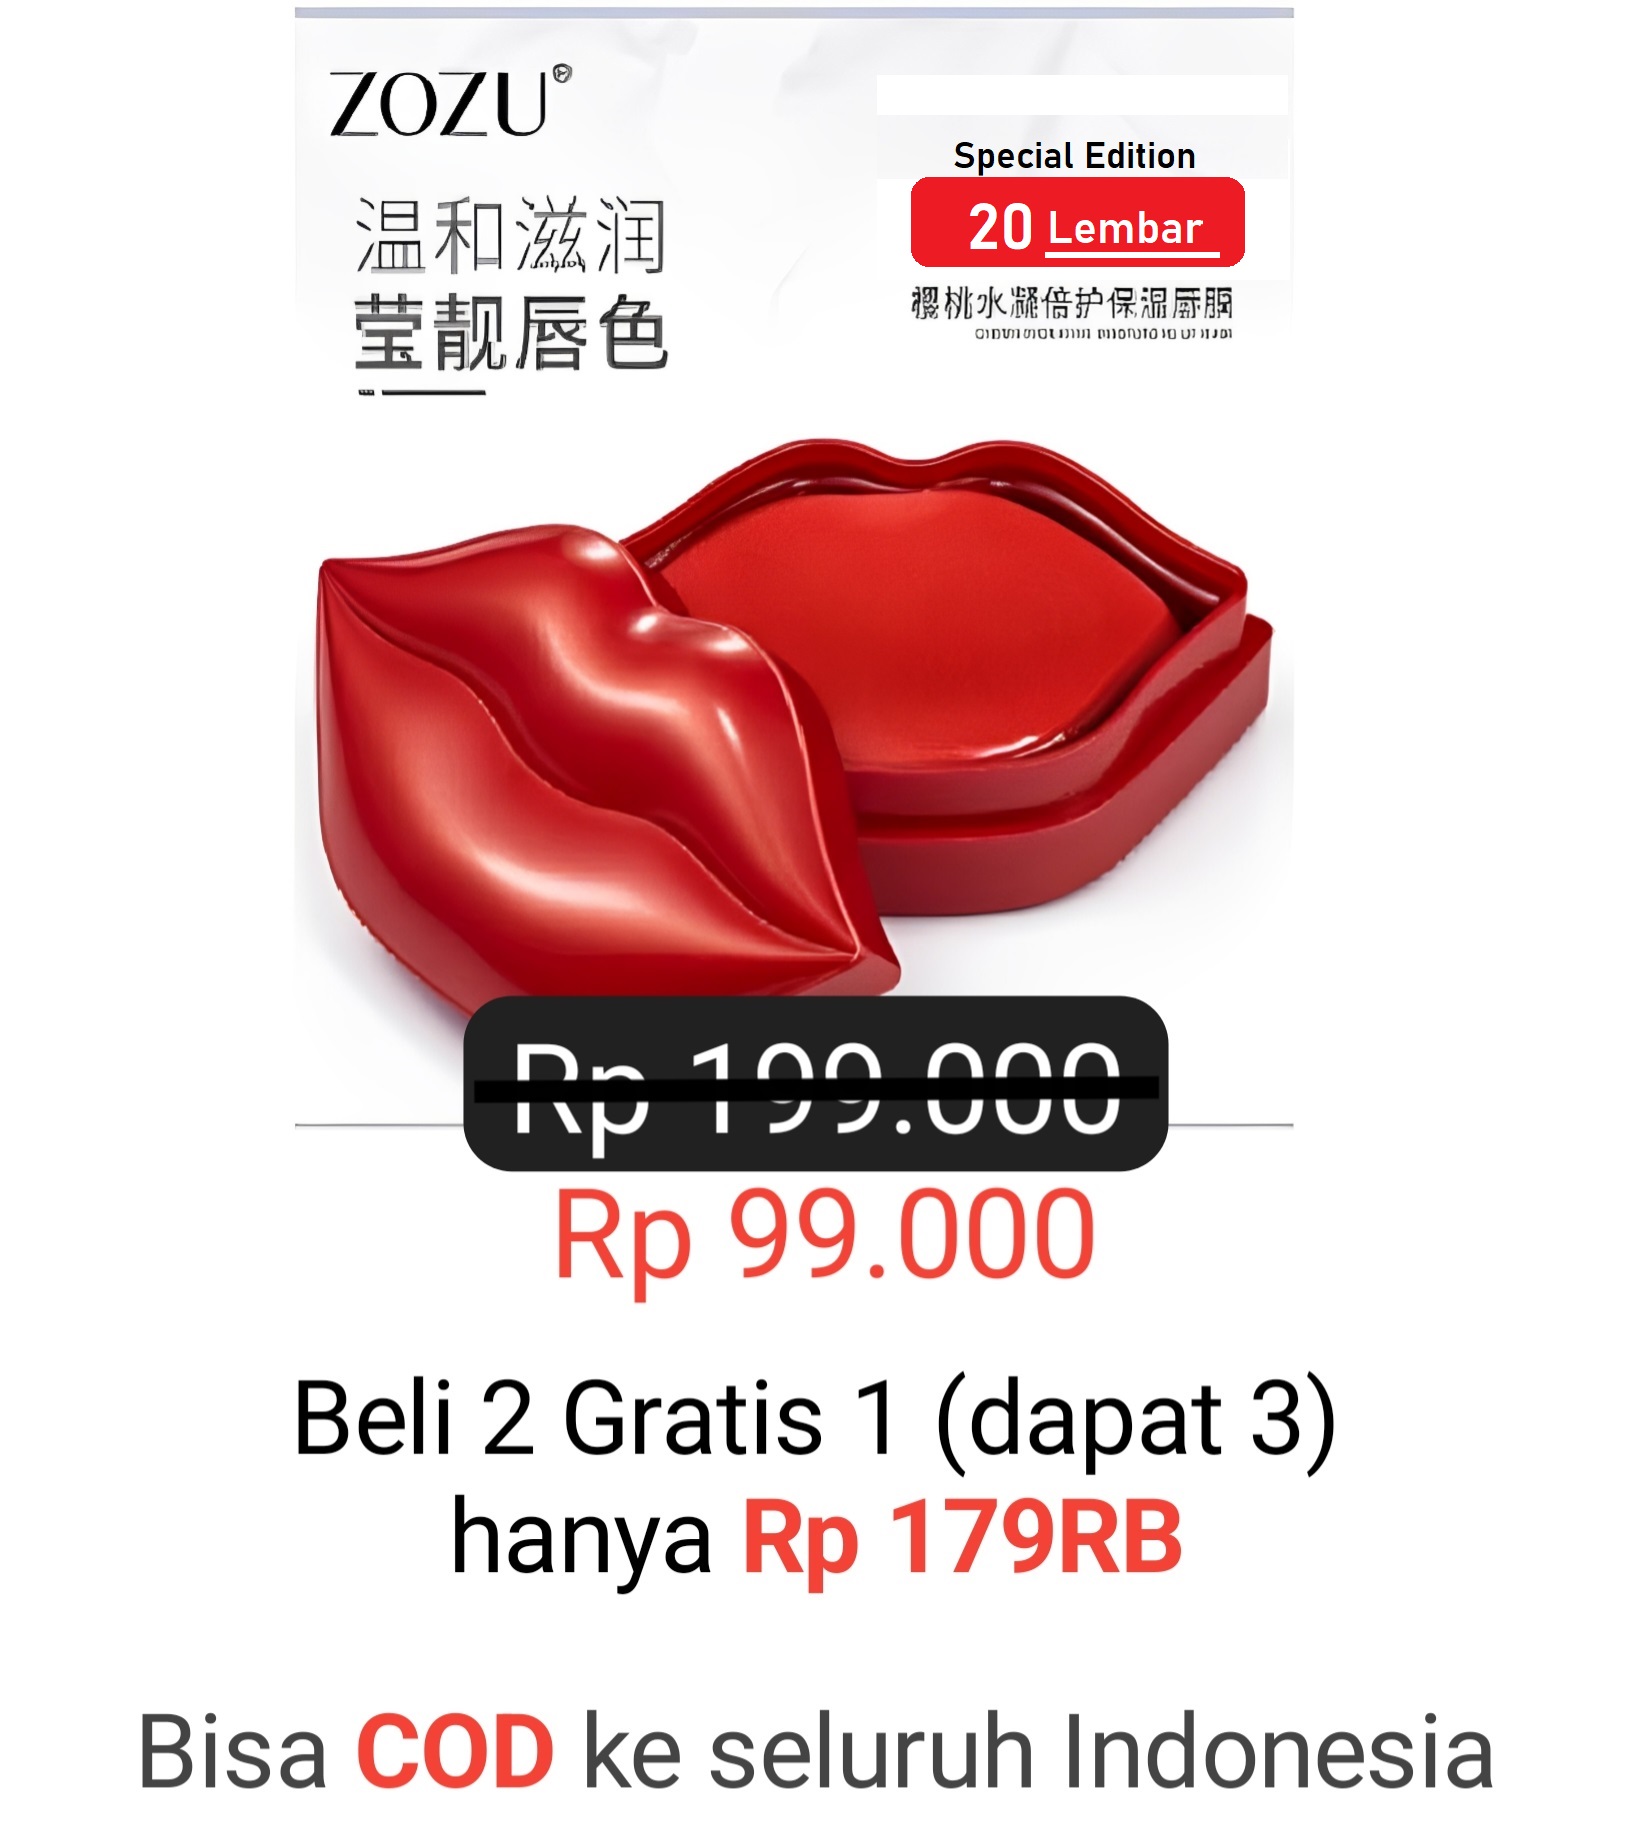 ZOZU
温和滋润
莹靓唇色
Special Edition
20 Lembar
樱桃水凝倍护保湿唇膜
Rp 199.000
Rp 99.000
Beli 2 Gratis 1 (dapat 3)
hanya Rp 179RB
Bisa COD ke seluruh Indonesia